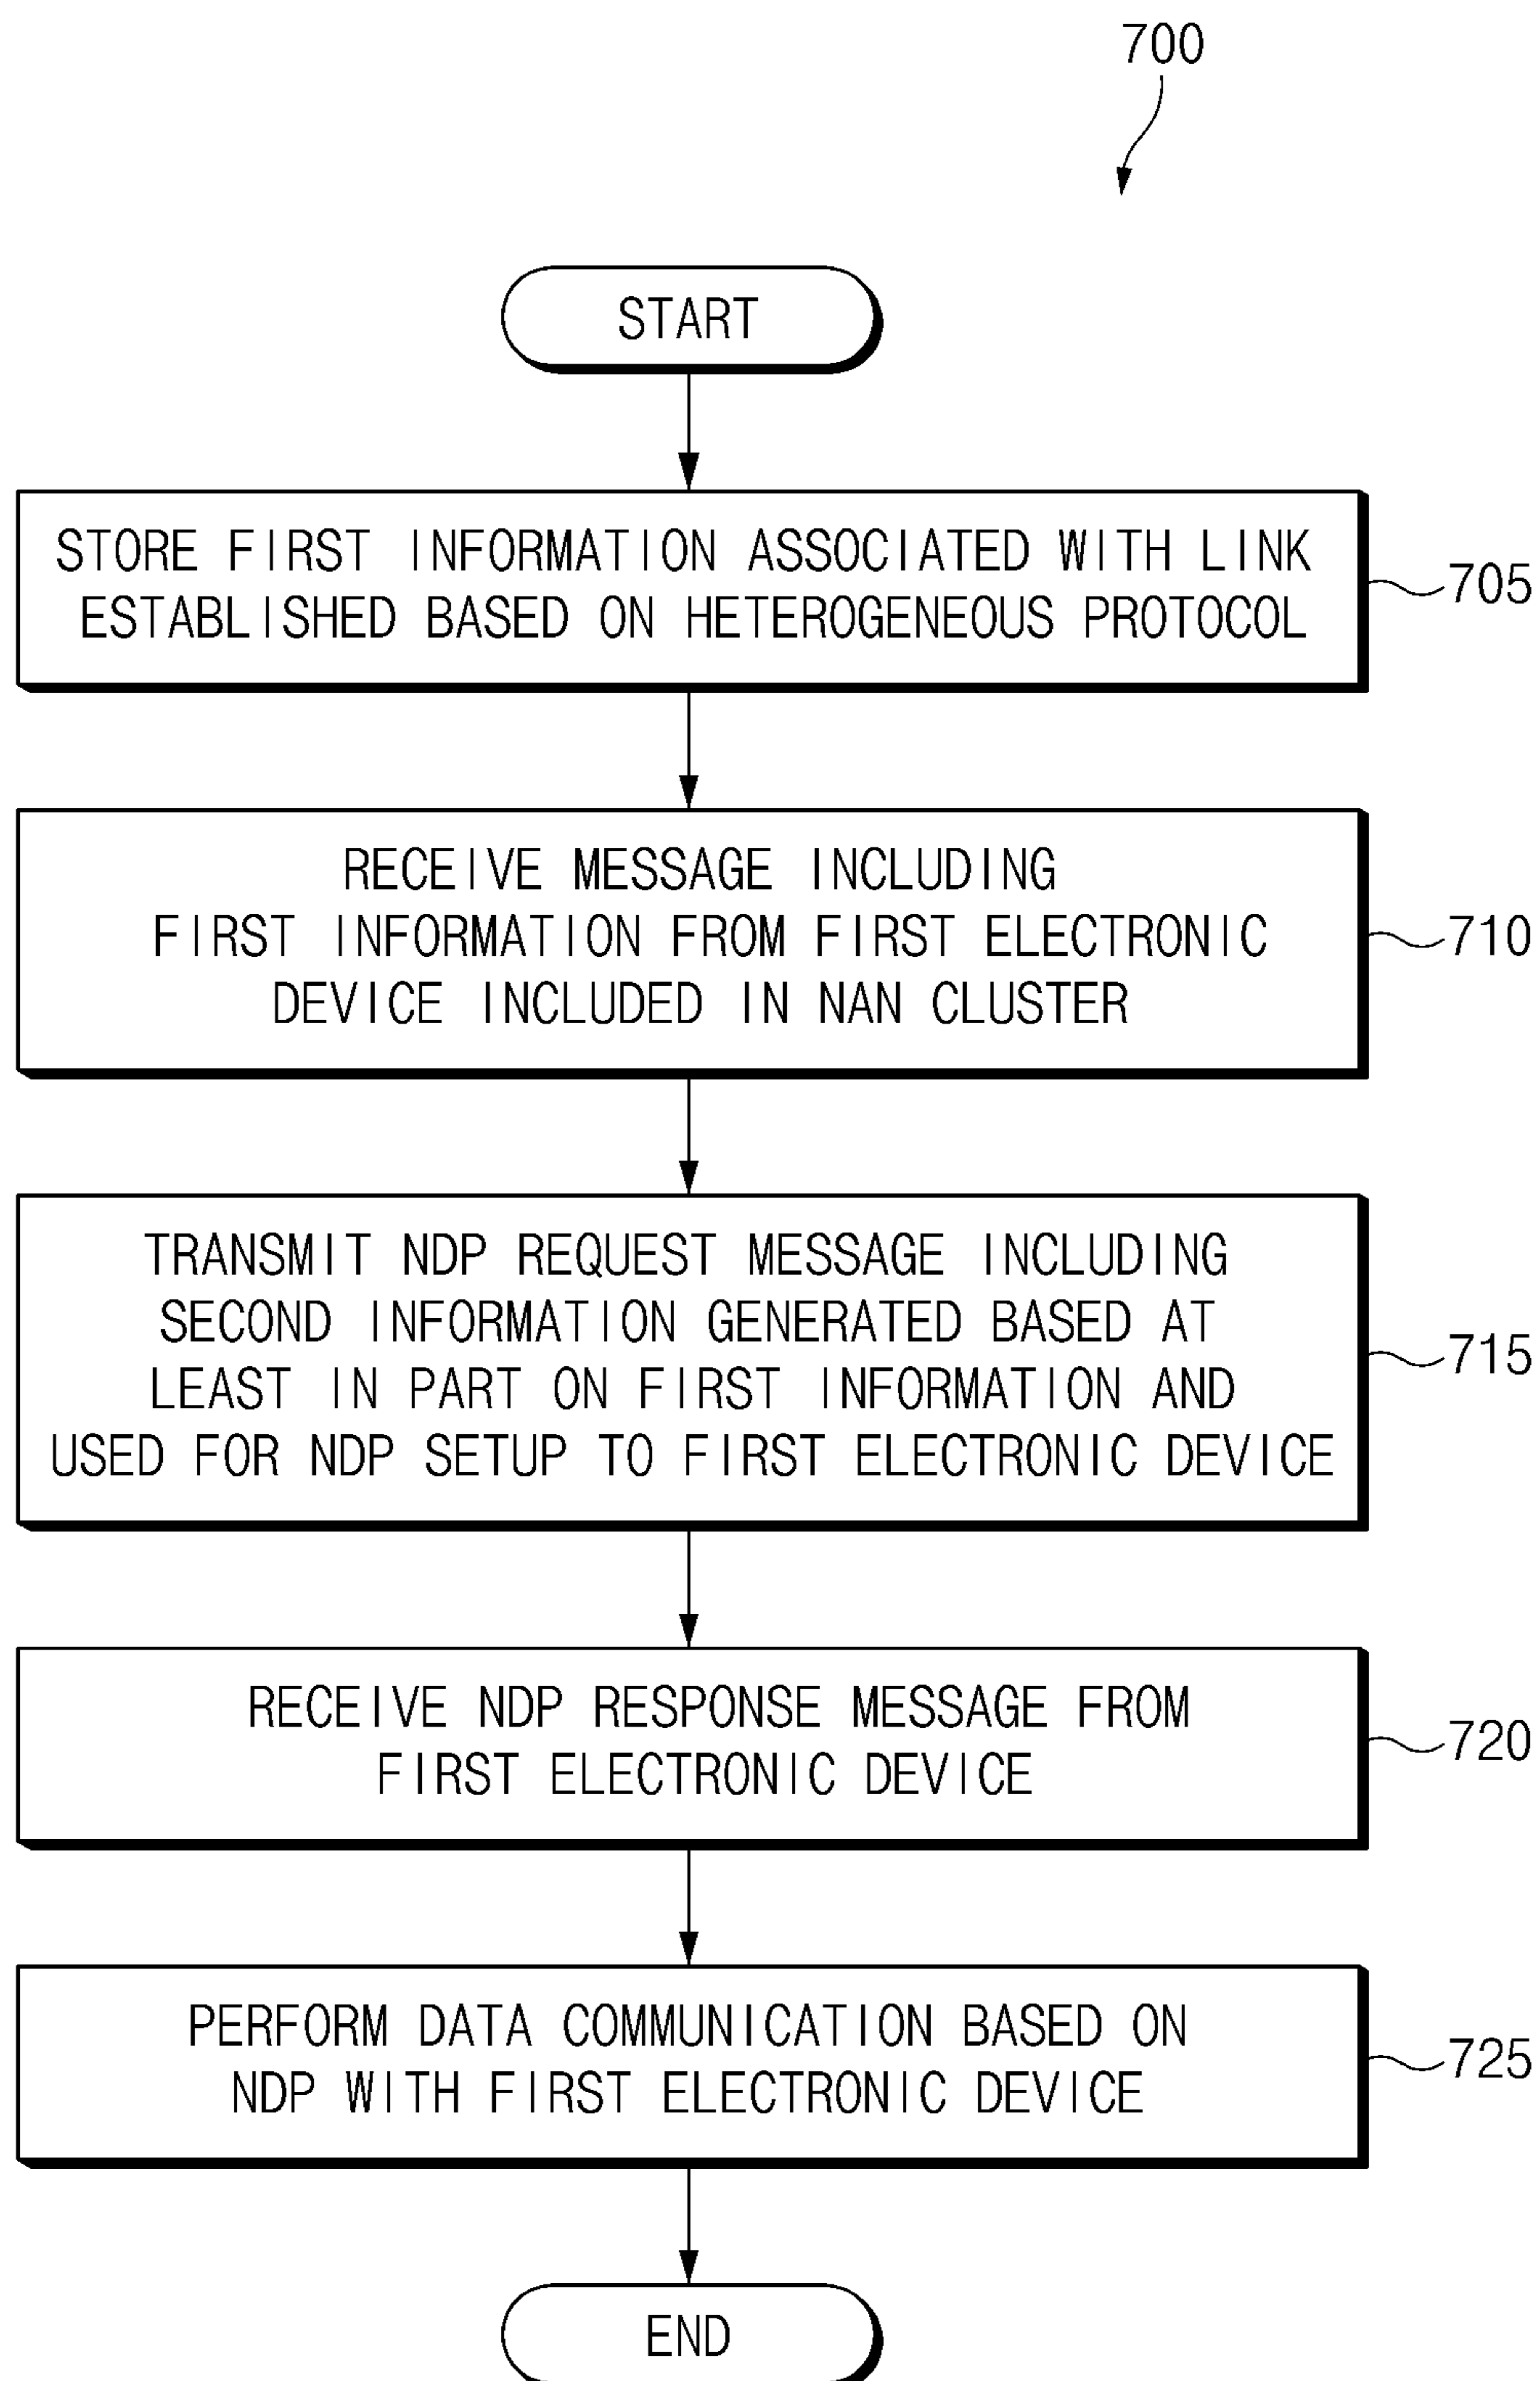 700
START
STORE FIRST INFORMATION ASSOCIATED WITH LINK
ESTABLISHED BASED ON HETEROGENEOUS PROTOCOL
705
RECEIVE MESSAGE INCLUDING
FIRST INFORMATION FROM FIRST ELECTRONIC
DEVICE INCLUDED IN NAN CLUSTER
710
TRANSMIT NDP REQUEST MESSAGE INCLUDING
SECOND INFORMATION GENERATED BASED AT
LEAST IN PART ON FIRST INFORMATION AND
USED FOR NDP SETUP TO FIRST ELECTRONIC DEVICE
715
RECEIVE NDP RESPONSE MESSAGE FROM
FIRST ELECTRONIC DEVICE
720
PERFORM DATA COMMUNICATION BASED ON
NDP WITH FIRST ELECTRONIC DEVICE
725
END